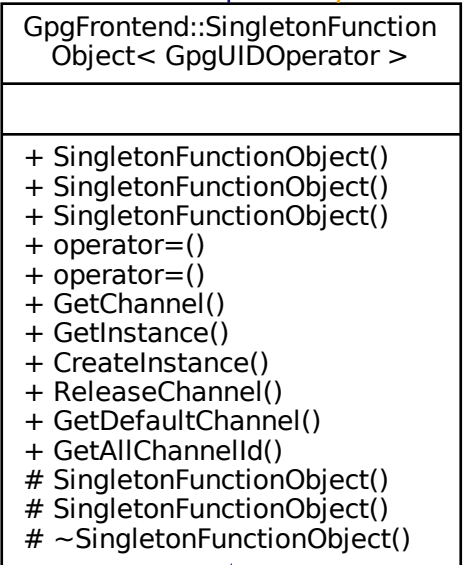 GpgFrontend::SingletonFunction
Object< GpgUIDOperator >
+ SingletonFunctionObject()
+ SingletonFunctionObject()
+ SingletonFunctionObject()
+ operator=()
+ operator=()
+ GetChannel()
+ GetInstance()
+ CreateInstance()
+ ReleaseChannel()
+ GetDefaultChannel()
+ GetAllChannelId()
# SingletonFunctionObject()
# SingletonFunctionObject()
# ~SingletonFunctionObject()